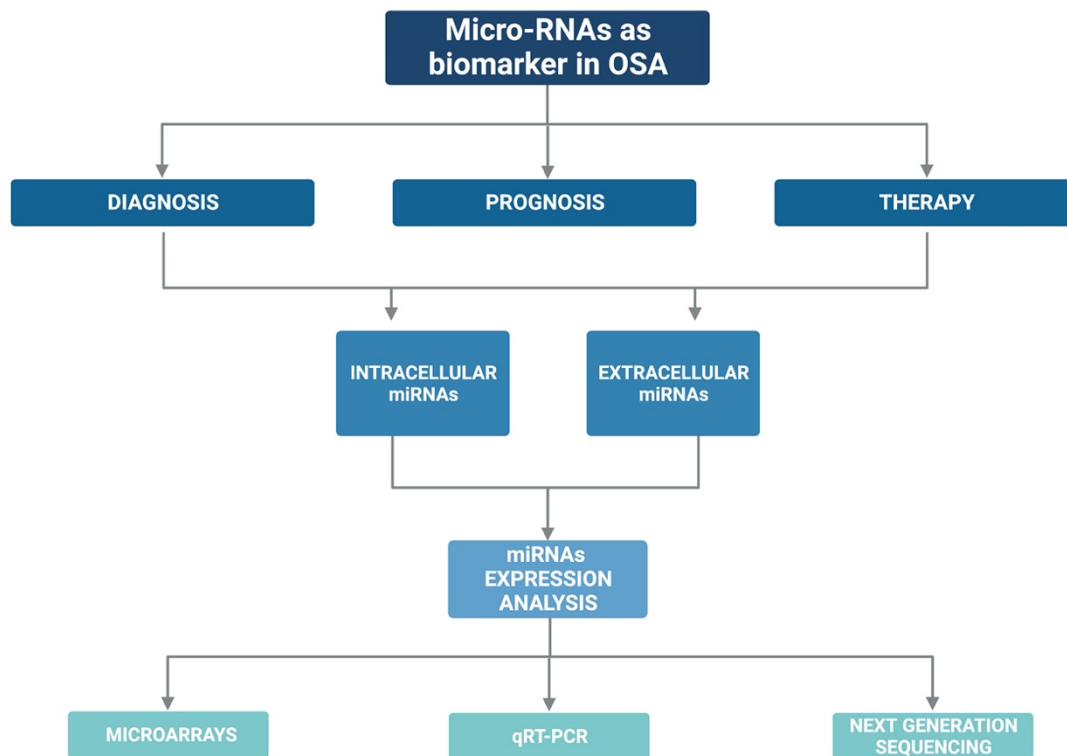 Micro-RNAs as
biomarker in OSA
DIAGNOSIS
PROGNOSIS
THERAPY
INTRACELLULAR
miRNAs
EXTRACELLULAR
miRNAs
miRNAs
EXPRESSION
ANALYSIS
MICROARRAYS
qRT-PCR
NEXT GENERATION
SEQUENCING